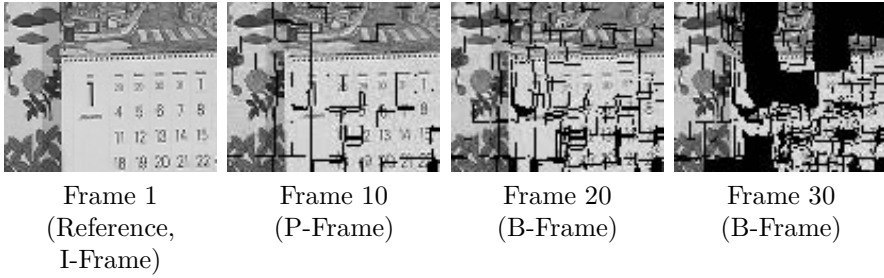 1
1
4 5 6 7 8
11 12 13 14 15
18 19 20 21 22
Frame 1
(Reference,
I-Frame)
Frame 10
(P-Frame)
Frame 20
(B-Frame)
Frame 30
(B-Frame)